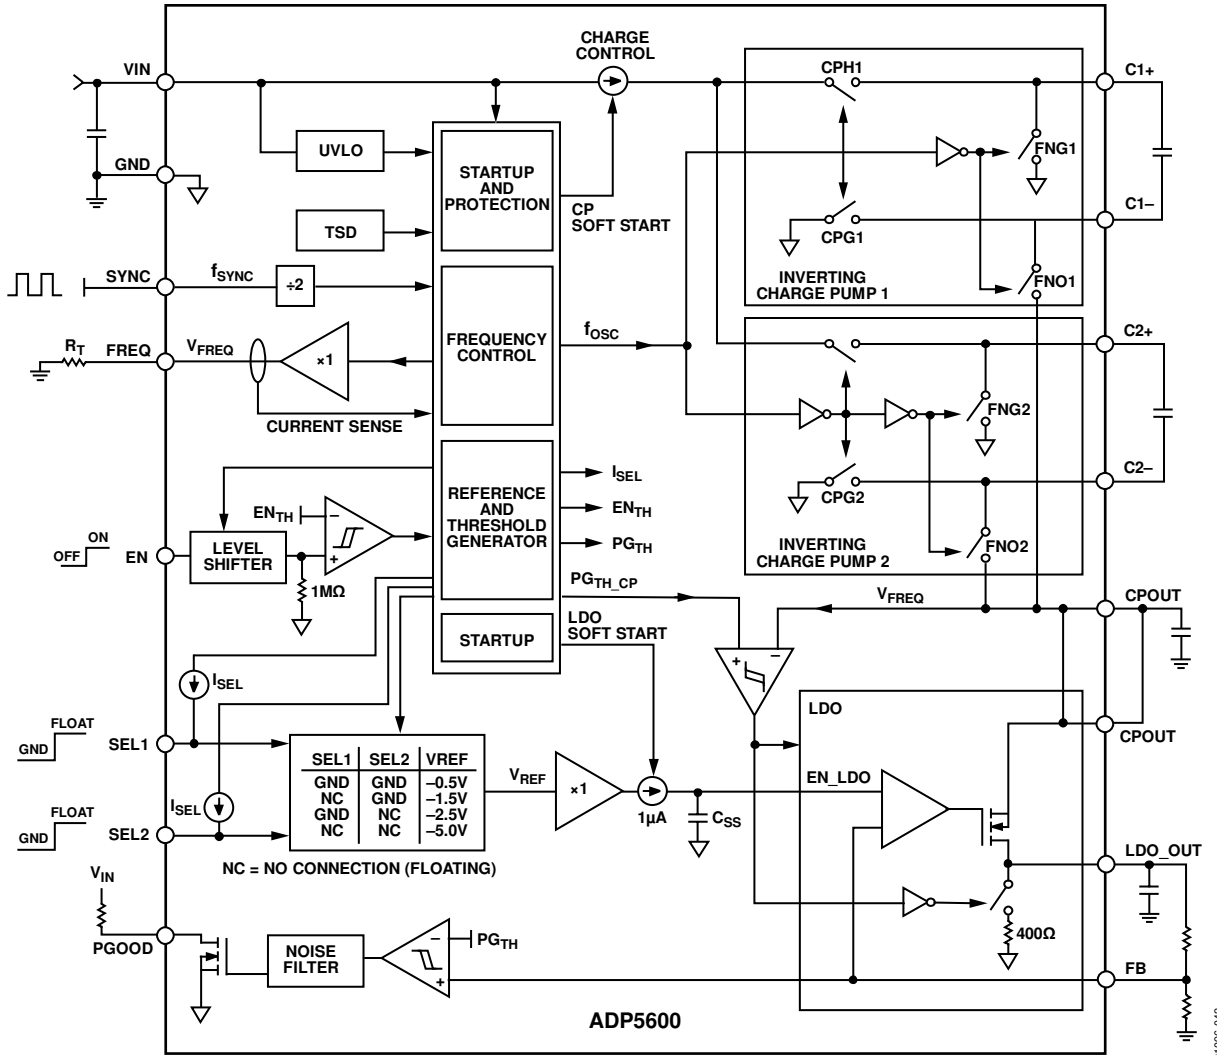 CHARGE
CONTROL
VIN
CPH1
C1+
UVLO
STARTUP
AND
PROTECTION
FNG1
GND
CP
SOFT START
C1–
TSD
CPG1
INVERTING
CHARGE PUMP 1
FNO1
SYNC
fSYNC
÷2
FREQUENCY
CONTROL
fOSC
C2+
RT
FREQ
VFREQ
×1
CURRENT SENSE
FNG2
C2–
CPG2
REFERENCE
AND
THRESHOLD
GENERATOR
ISEL
ENTH
PGTH
ENTH
–
+
ON
OFF
EN
LEVEL
SHIFTER
1MΩ
INVERTING
CHARGE PUMP 2
FNO2
PGTH_CP
VFREQ
CPOUT
STARTUP
LDO
SOFT START
+
–
ISEL
LDO
FLOAT
GND
SEL1
CPOUT
SEL1 SEL2 VREF
GND GND –0.5V
NC GND –1.5V
GND NC –2.5V
NC NC –5.0V
VREF
×1
1µA
CSS
EN_LDO
ISEL
FLOAT
GND
SEL2
NC = NO CONNECTION (FLOATING)
LDO_OUT
VIN
PGOOD
NOISE
FILTER
–
+
PGTH
400Ω
FB
ADP5600